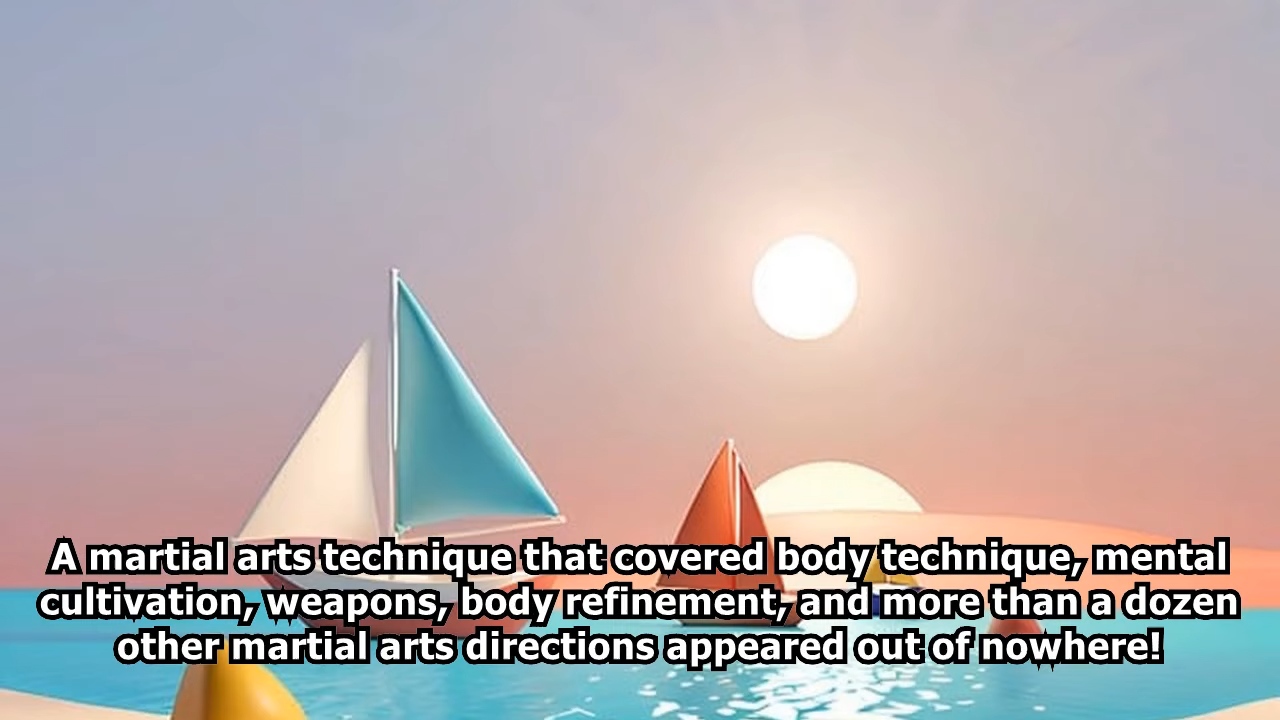 A martial arts technique that covered body technique, mental
cultivation, weapons, body refinement, and more than a dozen
other martial arts directions appeared out of nowhere!